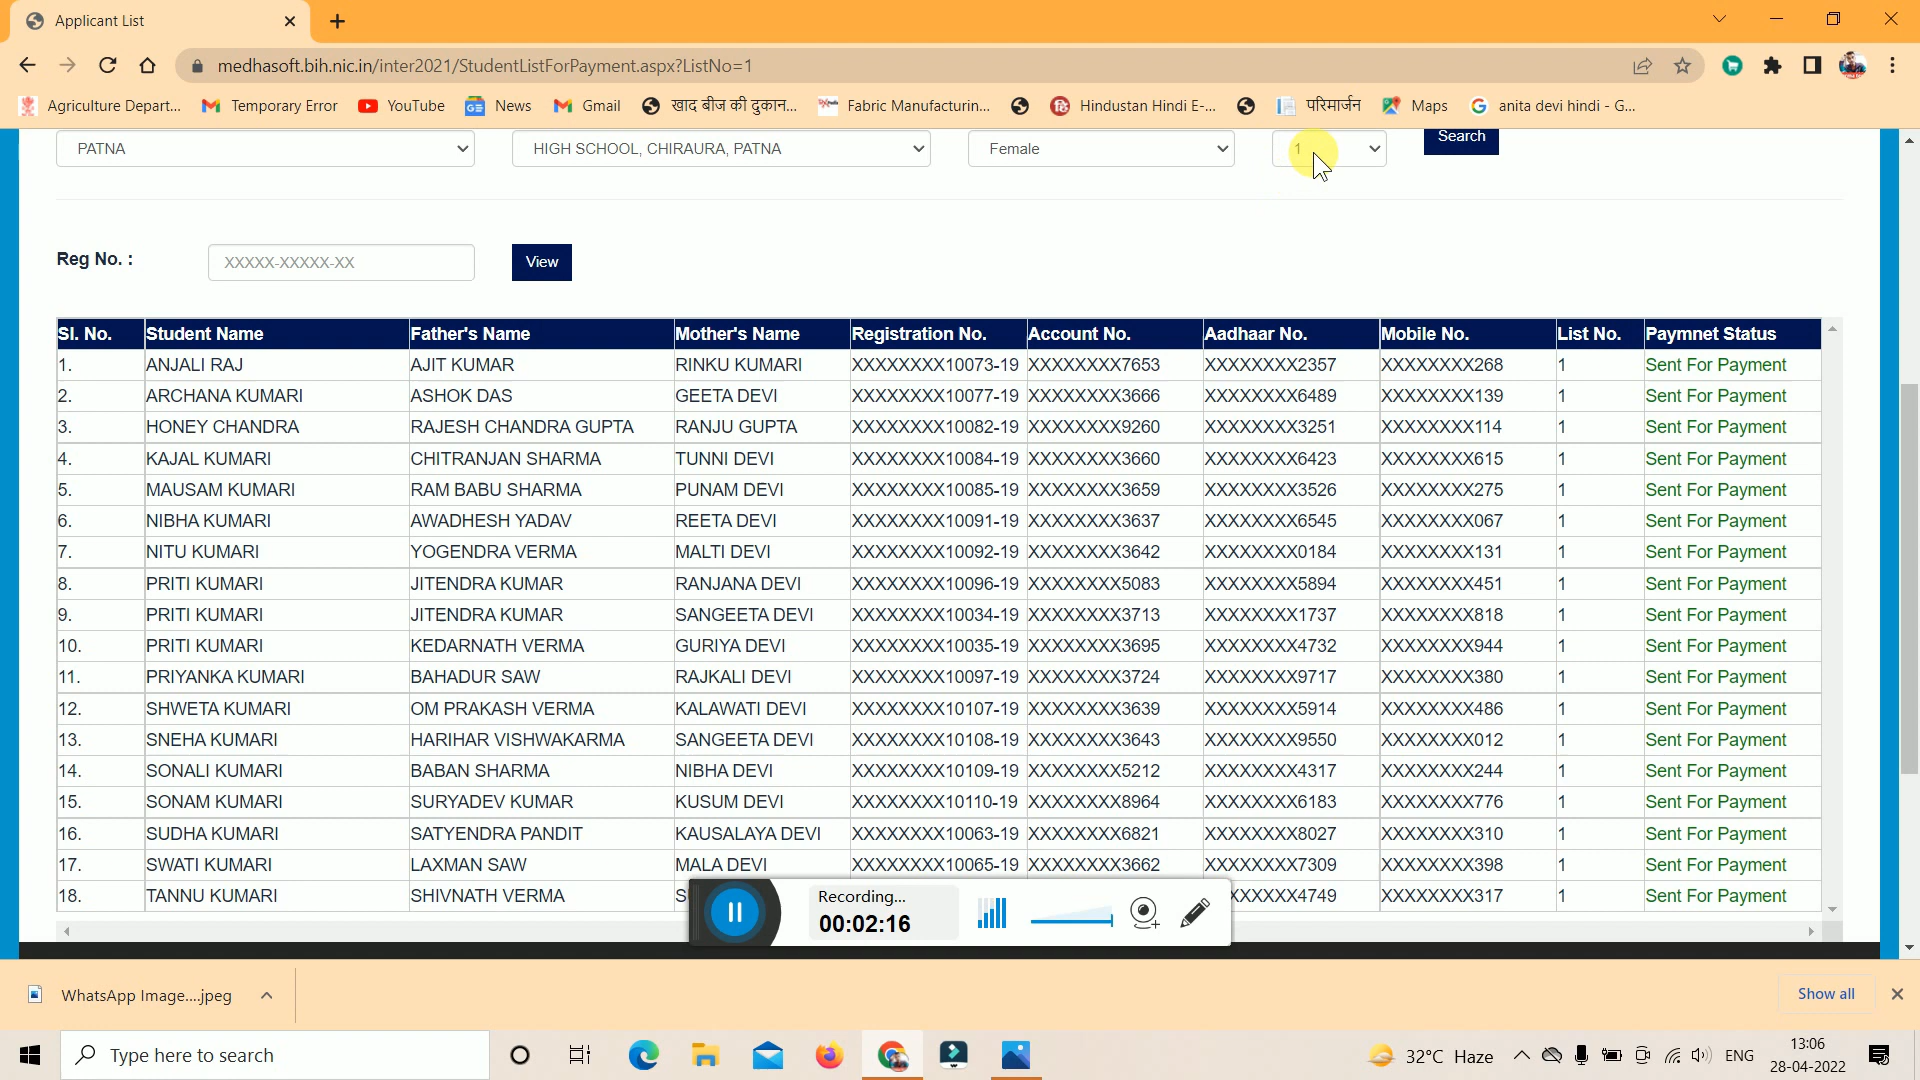 Applicant List
medhasoft.bih.nic.in/inter2021/StudentListForPayment.aspx?ListNo=1
Agriculture Depart... Temporary Error YouTube News Gmail खाद बीज की दुकान... Fabric Manufacturin... Hindustan Hindi E-... परिमार्जन Maps anita devi hindi - G...
PATNA HIGH SCHOOL, CHIRAURA, PATNA Female 1 Search
Reg No. : XXXXX-XXXXX-XX View
Sl. No. Student Name Father's Name Mother's Name Registration No. Account No. Aadhaar No. Mobile No. List No. Paymnet Status
1. ANJALI RAJ AJIT KUMAR RINKU KUMARI XXXXXXXX10073-19 XXXXXXXX7653 XXXXXXXX2357 XXXXXXXX268 1 Sent For Payment
2. ARCHANA KUMARI ASHOK DAS GEETA DEVI XXXXXXXX10077-19 XXXXXXXX3666 XXXXXXXX6489 XXXXXXXX139 1 Sent For Payment
3. HONEY CHANDRA RAJESH CHANDRA GUPTA RANJU GUPTA XXXXXXXX10082-19 XXXXXXXX9260 XXXXXXXX3251 XXXXXXXX114 1 Sent For Payment
4. KAJAL KUMARI CHITRANJAN SHARMA TUNNI DEVI XXXXXXXX10084-19 XXXXXXXX3660 XXXXXXXX6423 XXXXXXXX615 1 Sent For Payment
5. MAUSAM KUMARI RAM BABU SHARMA PUNAM DEVI XXXXXXXX10085-19 XXXXXXXX3659 XXXXXXXX3526 XXXXXXXX275 1 Sent For Payment
6. NIBHA KUMARI AWADHESH YADAV REETA DEVI XXXXXXXX10091-19 XXXXXXXX3637 XXXXXXXX6545 XXXXXXXX067 1 Sent For Payment
7. NITU KUMARI YOGENDRA VERMA MALTI DEVI XXXXXXXX10092-19 XXXXXXXX3642 XXXXXXXX0184 XXXXXXXX131 1 Sent For Payment
8. PRITI KUMARI JITENDRA KUMAR RANJANA DEVI XXXXXXXX10096-19 XXXXXXXX5083 XXXXXXXX5894 XXXXXXXX451 1 Sent For Payment
9. PRITI KUMARI JITENDRA KUMAR SANGEETA DEVI XXXXXXXX10034-19 XXXXXXXX3713 XXXXXXXX1737 XXXXXXXX818 1 Sent For Payment
10. PRITI KUMARI KEDARNATH VERMA GURIYA DEVI XXXXXXXX10035-19 XXXXXXXX3695 XXXXXXXX4732 XXXXXXXX944 1 Sent For Payment
11. PRIYANKA KUMARI BAHADUR SAW RAJKALI DEVI XXXXXXXX10097-19 XXXXXXXX3724 XXXXXXXX9717 XXXXXXXX380 1 Sent For Payment
12. SHWETA KUMARI OM PRAKASH VERMA KALAWATI DEVI XXXXXXXX10107-19 XXXXXXXX3639 XXXXXXXX5914 XXXXXXXX486 1 Sent For Payment
13. SNEHA KUMARI HARIHAR VISHWAKARMA SANGEETA DEVI XXXXXXXX10108-19 XXXXXXXX3643 XXXXXXXX9550 XXXXXXXX012 1 Sent For Payment
14. SONALI KUMARI BABAN SHARMA NIBHA DEVI XXXXXXXX10109-19 XXXXXXXX5212 XXXXXXXX4317 XXXXXXXX244 1 Sent For Payment
15. SONAM KUMARI SURYADEV KUMAR KUSUM DEVI XXXXXXXX10110-19 XXXXXXXX8964 XXXXXXXX6183 XXXXXXXX776 1 Sent For Payment
16. SUDHA KUMARI SATYENDRA PANDIT KAUSALAYA DEVI XXXXXXXX10063-19 XXXXXXXX6821 XXXXXXXX8027 XXXXXXXX310 1 Sent For Payment
17. SWATI KUMARI LAXMAN SAW MALA DEVI XXXXXXXX10065-19 XXXXXXXX3662 XXXXXXXX7309 XXXXXXXX398 1 Sent For Payment
18. TANNU KUMARI SHIVNATH VERMA XXXXXX4749 XXXXXXXX317 1 Sent For Payment
Recording...
00:02:16
WhatsApp Image....jpeg Show all
Type here to search 32°C Haze ENG 13:06
28-04-2022